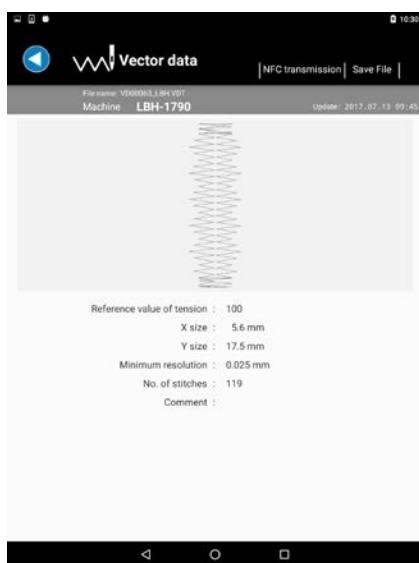 10:30
Vector data
NFC transmission Save File
File name: VD00063_LBH.VDT
Machine LBH-1790 Update: 2017.07.13 09:45
Reference value of tension : 100
X size : 5.6 mm
Y size : 17.5 mm
Minimum resolution : 0.025 mm
No. of stitches : 119
Comment :